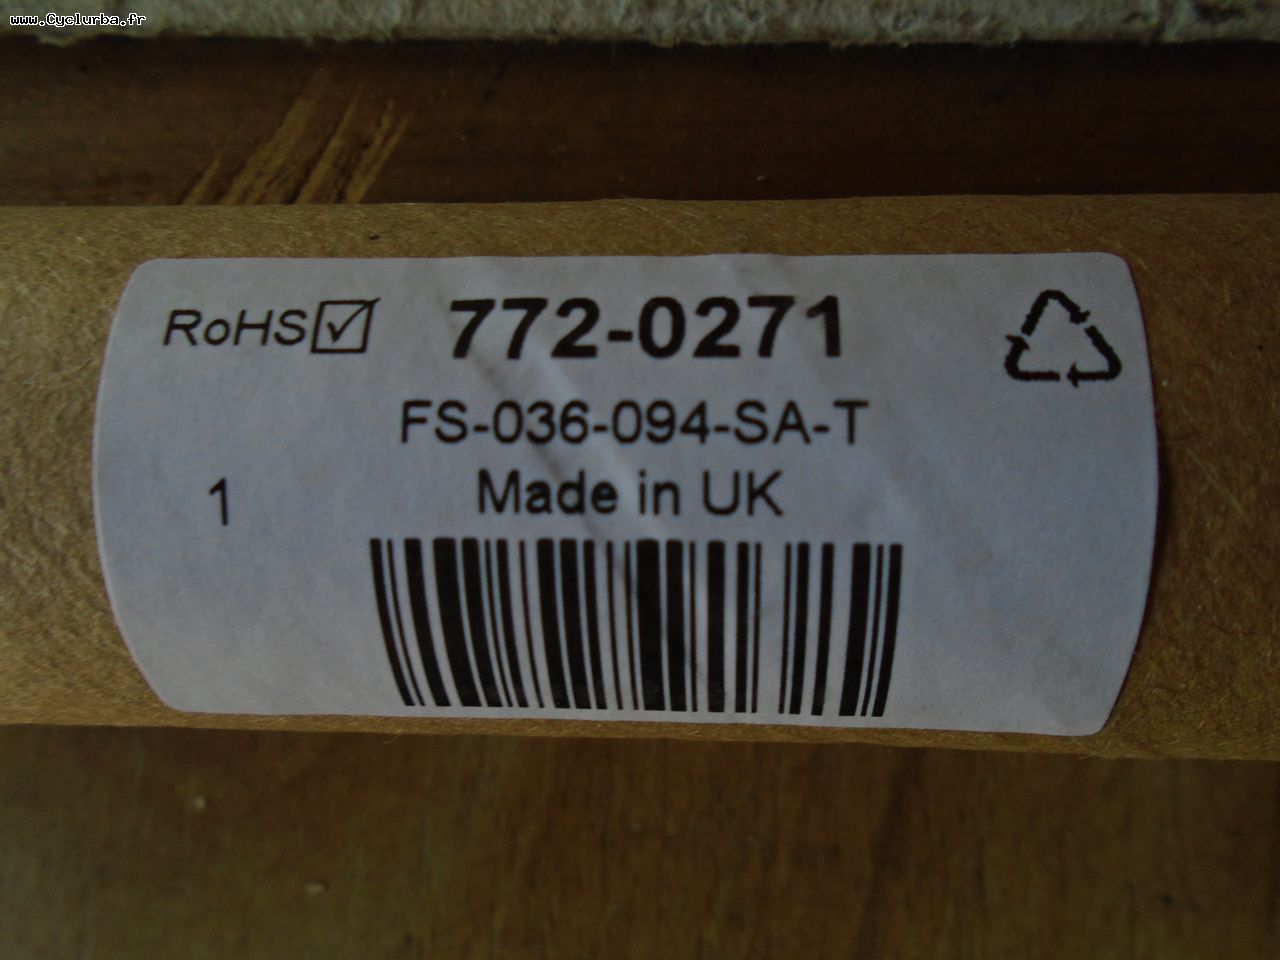 www.Cyclurba.fr
RoHS 772-0271
FS-036-094-SA-T
Made in UK
1